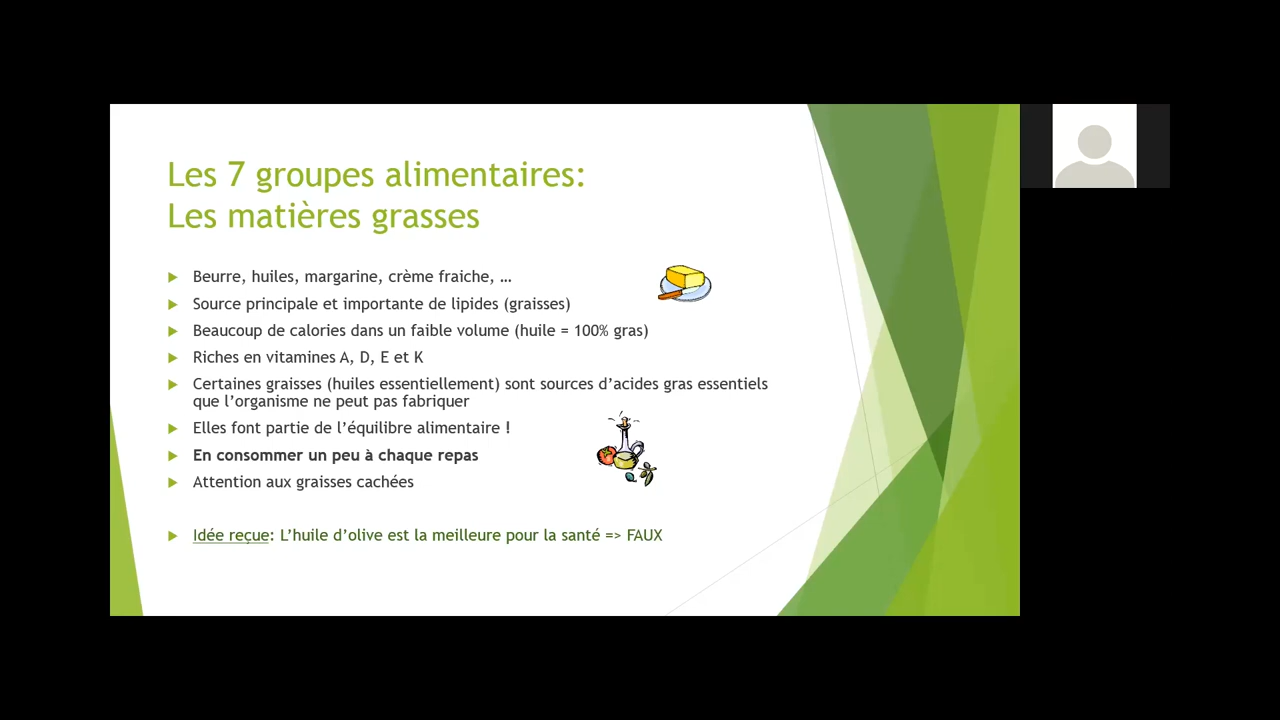 Les 7 groupes alimentaires:
Les matières grasses
Beurre, huiles, margarine, crème fraiche, …
Source principale et importante de lipides (graisses)
Beaucoup de calories dans un faible volume (huile = 100% gras)
Riches en vitamines A, D, E et K
Certaines graisses (huiles essentiellement) sont sources d’acides gras essentiels
que l’organisme ne peut pas fabriquer
Elles font partie de l’équilibre alimentaire !
En consommer un peu à chaque repas
Attention aux graisses cachées
Idée reçue: L’huile d’olive est la meilleure pour la santé => FAUX